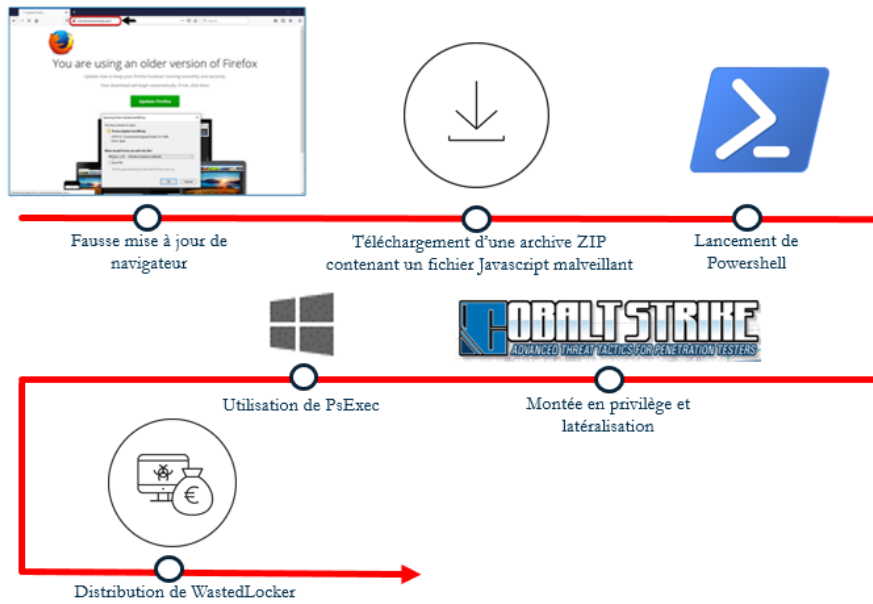 You are using an older version of Firefox
Update Firefox
Fausse mise à jour de
navigateur
Téléchargement d'une archive ZIP
contenant un fichier Javascript malveillant
Lancement de
Powershell
COBALT STRIKE
ADVANCED THREAT TACTICS FOR PENETRATION TESTERS
Utilisation de PsExec
Montée en privilège et
latéralisation
€
Distribution de WastedLocker